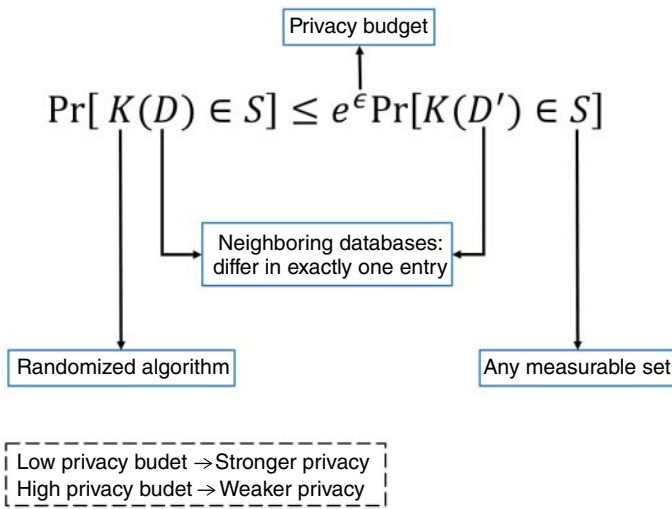 Privacy budget
Pr[ K(D) ∈ S] ≤ e^ϵ Pr[K(D′) ∈ S]
Neighboring databases:
differ in exactly one entry
Randomized algorithm
Any measurable set
Low privacy budet → Stronger privacy
High privacy budet → Weaker privacy